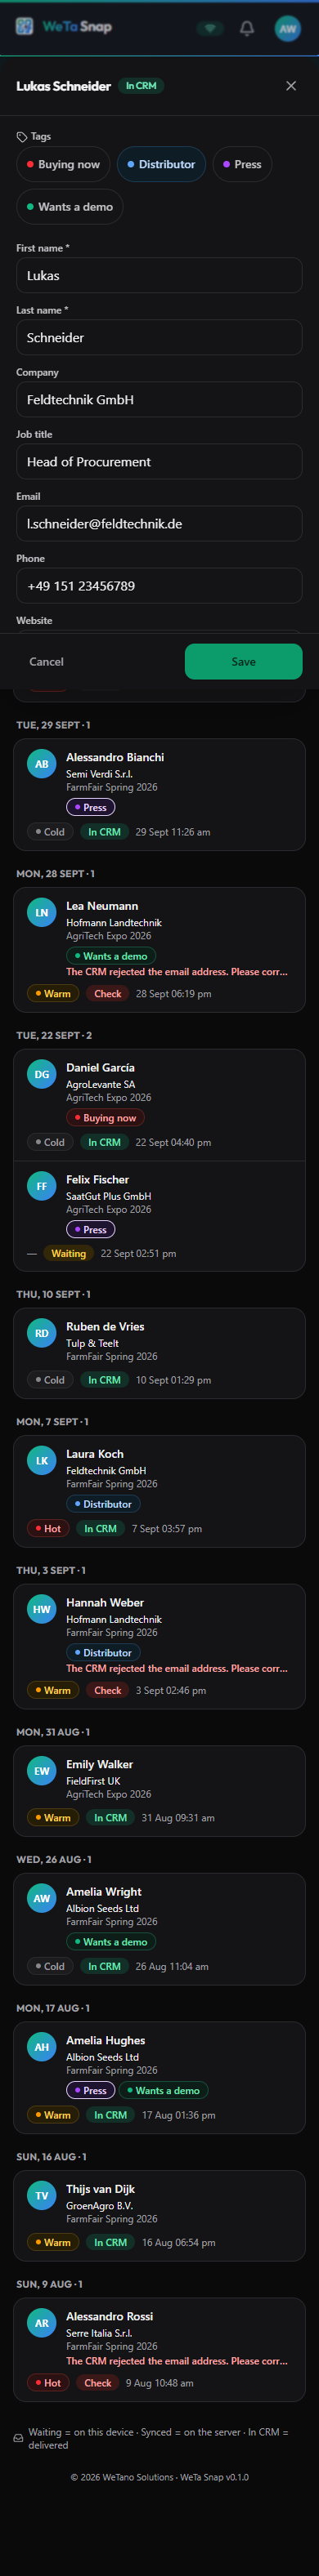 WeTa Snap
AW
Lukas Schneider In CRM
Tags
Buying now Distributor Press
Wants a demo
First name *
Lukas
Last name *
Schneider
Company
Feldtechnik GmbH
Job title
Head of Procurement
Email
l.schneider@feldtechnik.de
Phone
+49 151 23456789
Website
Cancel Save
TUE, 29 SEPT · 1
AB Alessandro Bianchi
Semi Verdi S.r.l.
FarmFair Spring 2026
Press
Cold In CRM 29 Sept 11:26 am
MON, 28 SEPT · 1
LN Lea Neumann
Hofmann Landtechnik
AgriTech Expo 2026
Wants a demo
The CRM rejected the email address. Please corr...
Warm Check 28 Sept 06:19 pm
TUE, 22 SEPT · 2
DG Daniel García
AgroLevante SA
AgriTech Expo 2026
Buying now
Cold In CRM 22 Sept 04:40 pm
FF Felix Fischer
SaatGut Plus GmbH
AgriTech Expo 2026
Press
— Waiting 22 Sept 02:51 pm
THU, 10 SEPT · 1
RD Ruben de Vries
Tulp & Teelt
FarmFair Spring 2026
Cold In CRM 10 Sept 01:29 pm
MON, 7 SEPT · 1
LK Laura Koch
Feldtechnik GmbH
FarmFair Spring 2026
Distributor
Hot In CRM 7 Sept 03:57 pm
THU, 3 SEPT · 1
HW Hannah Weber
Hofmann Landtechnik
FarmFair Spring 2026
Distributor
The CRM rejected the email address. Please corr...
Warm Check 3 Sept 02:46 pm
MON, 31 AUG · 1
EW Emily Walker
FieldFirst UK
AgriTech Expo 2026
Warm In CRM 31 Aug 09:31 am
WED, 26 AUG · 1
AW Amelia Wright
Albion Seeds Ltd
FarmFair Spring 2026
Wants a demo
Cold In CRM 26 Aug 11:04 am
MON, 17 AUG · 1
AH Amelia Hughes
Albion Seeds Ltd
FarmFair Spring 2026
Press Wants a demo
Warm In CRM 17 Aug 01:36 pm
SUN, 16 AUG · 1
TV Thijs van Dijk
GroenAgro B.V.
FarmFair Spring 2026
Warm In CRM 16 Aug 06:54 pm
SUN, 9 AUG · 1
AR Alessandro Rossi
Serre Italia S.r.l.
FarmFair Spring 2026
The CRM rejected the email address. Please corr...
Hot Check 9 Aug 10:48 am
Waiting = on this device · Synced = on the server · In CRM =
delivered
© 2026 WeTano Solutions · WeTa Snap v0.1.0